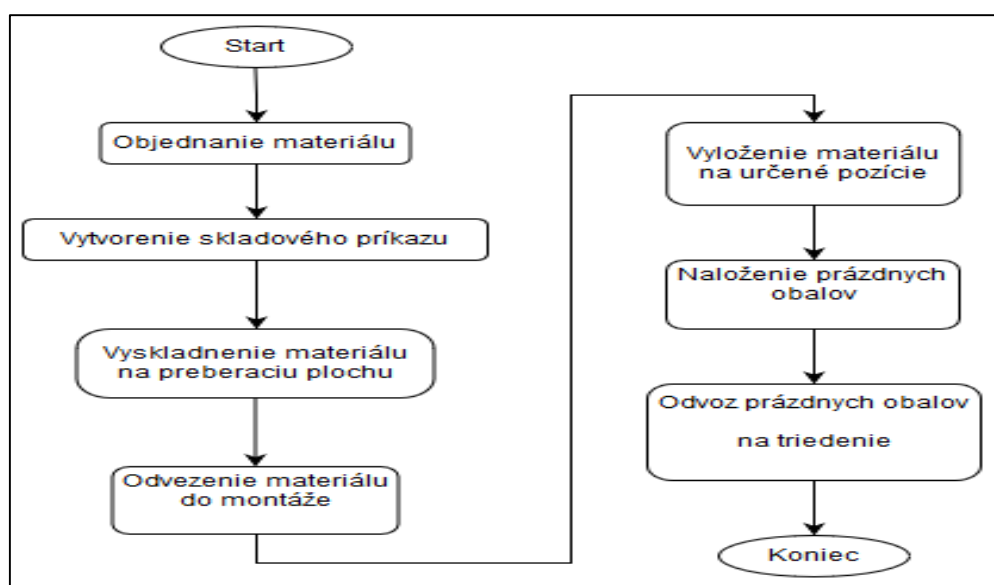 Start
Objednanie materiálu
Vytvorenie skladového príkazu
Vyskladnenie materiálu
na preberaciu plochu
Odvezenie materiálu
do montáže
Vyloženie materiálu
na určené pozície
Naloženie prázdnych
obalov
Odvoz prázdnych obalov
na triedenie
Koniec